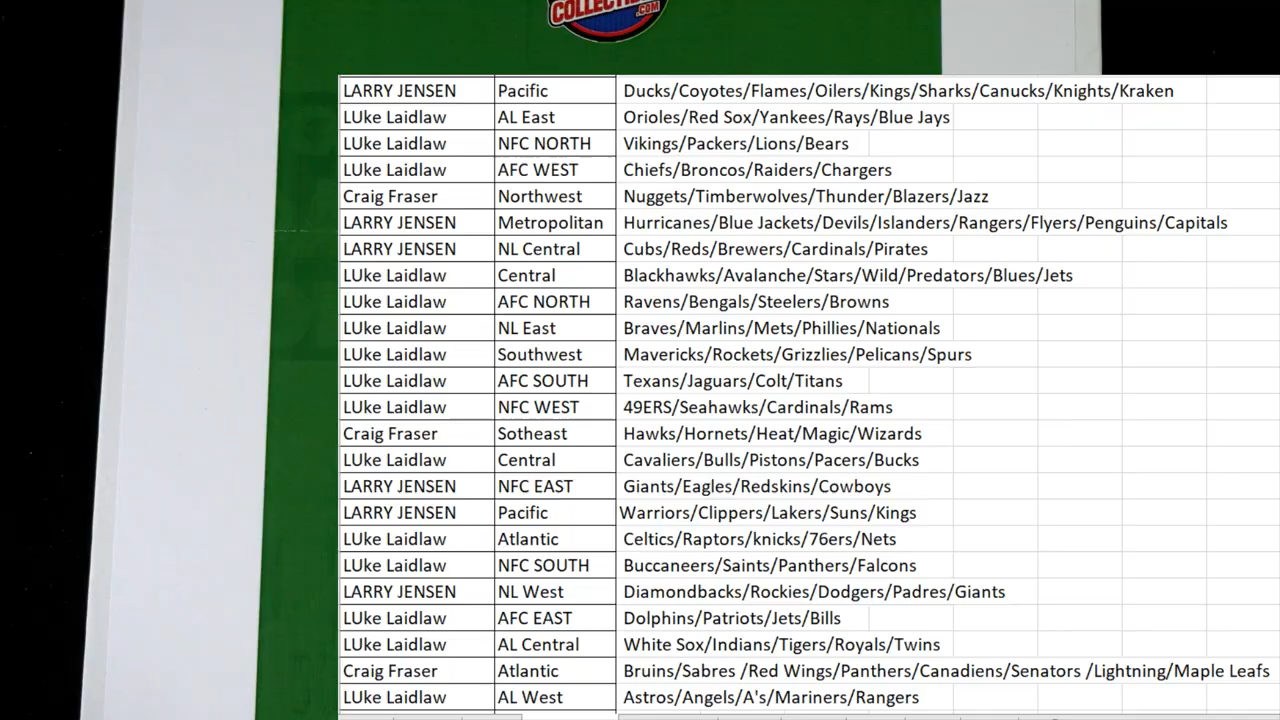 COLLECTI
.COM
LARRY JENSEN Pacific Ducks/Coyotes/Flames/Oilers/Kings/Sharks/Canucks/Knights/Kraken
LUke Laidlaw AL East Orioles/Red Sox/Yankees/Rays/Blue Jays
LUke Laidlaw NFC NORTH Vikings/Packers/Lions/Bears
LUke Laidlaw AFC WEST Chiefs/Broncos/Raiders/Chargers
Craig Fraser Northwest Nuggets/Timberwolves/Thunder/Blazers/Jazz
LARRY JENSEN Metropolitan Hurricanes/Blue Jackets/Devils/Islanders/Rangers/Flyers/Penguins/Capitals
LARRY JENSEN NL Central Cubs/Reds/Brewers/Cardinals/Pirates
LUke Laidlaw Central Blackhawks/Avalanche/Stars/Wild/Predators/Blues/Jets
LUke Laidlaw AFC NORTH Ravens/Bengals/Steelers/Browns
LUke Laidlaw NL East Braves/Marlins/Mets/Phillies/Nationals
LUke Laidlaw Southwest Mavericks/Rockets/Grizzlies/Pelicans/Spurs
LUke Laidlaw AFC SOUTH Texans/Jaguars/Colt/Titans
LUke Laidlaw NFC WEST 49ERS/Seahawks/Cardinals/Rams
Craig Fraser Sotheast Hawks/Hornets/Heat/Magic/Wizards
LUke Laidlaw Central Cavaliers/Bulls/Pistons/Pacers/Bucks
LARRY JENSEN NFC EAST Giants/Eagles/Redskins/Cowboys
LARRY JENSEN Pacific Warriors/Clippers/Lakers/Suns/Kings
LUke Laidlaw Atlantic Celtics/Raptors/knicks/76ers/Nets
LUke Laidlaw NFC SOUTH Buccaneers/Saints/Panthers/Falcons
LARRY JENSEN NL West Diamondbacks/Rockies/Dodgers/Padres/Giants
LUke Laidlaw AFC EAST Dolphins/Patriots/Jets/Bills
LUke Laidlaw AL Central White Sox/Indians/Tigers/Royals/Twins
Craig Fraser Atlantic Bruins/Sabres /Red Wings/Panthers/Canadiens/Senators /Lightning/Maple Leafs
LUke Laidlaw AL West Astros/Angels/A's/Mariners/Rangers